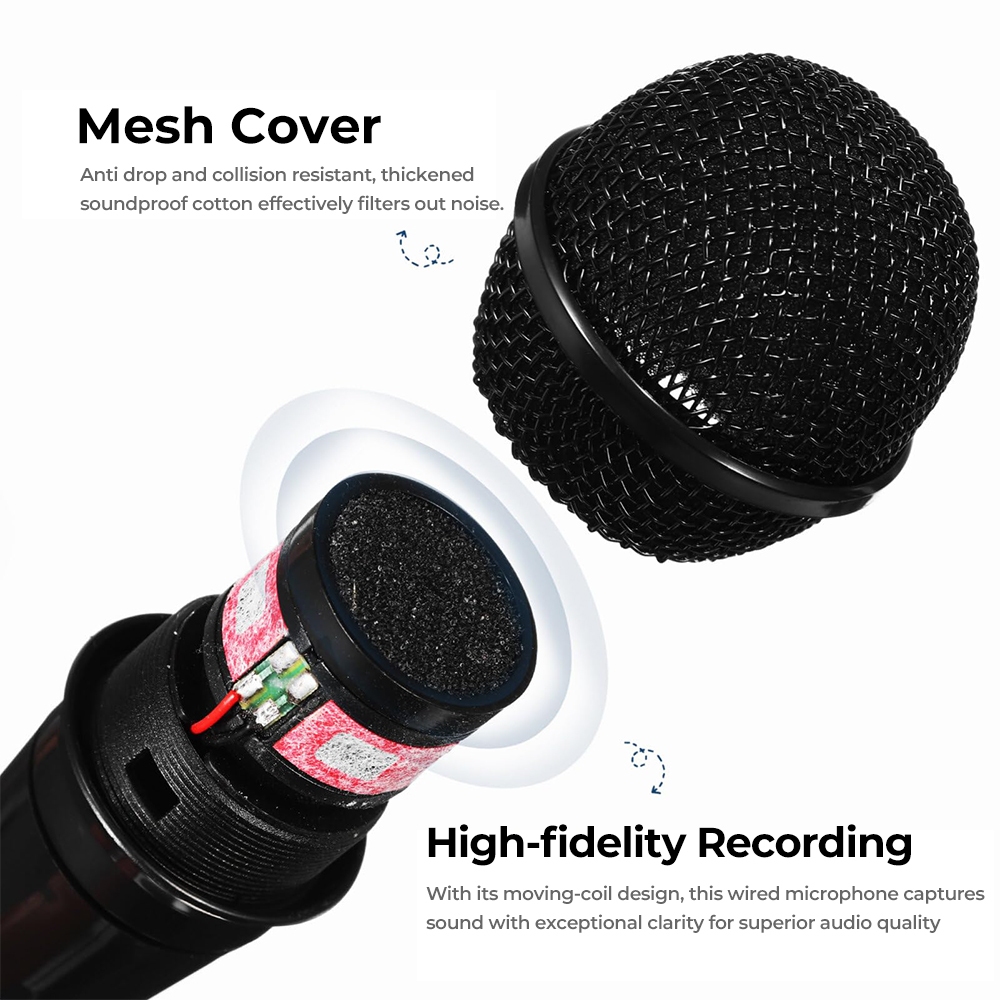 Mesh Cover
Anti drop and collision resistant, thickened
soundproof cotton effectively filters out noise.
High-fidelity Recording
With its moving-coil design, this wired microphone captures
sound with exceptional clarity for superior audio quality